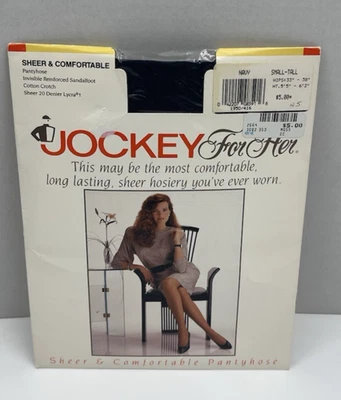 SHEER & COMFORTABLE
Pantyhose
Invisible Reinforced Sandalfoot
Cotton Crotch
Sheer 20 Denier Lycra®†
NAVY SMALL-TALL
$5.00
JOCKEY For Her®
This may be the most comfortable,
long lasting, sheer hosiery you've ever worn.
Sheer & Comfortable Pantyhose